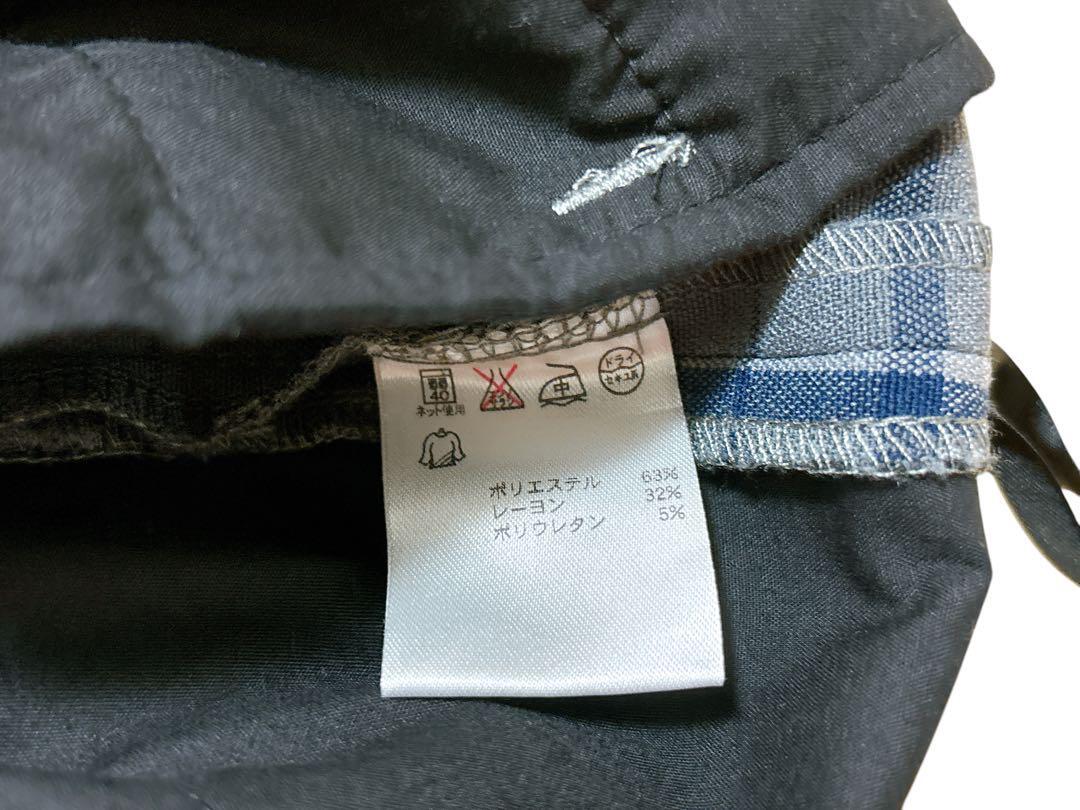 弱 40
ネット使用
中
ドライ
セキユ系
ポリエステル 63%
レーヨン 32%
ポリウレタン 5%